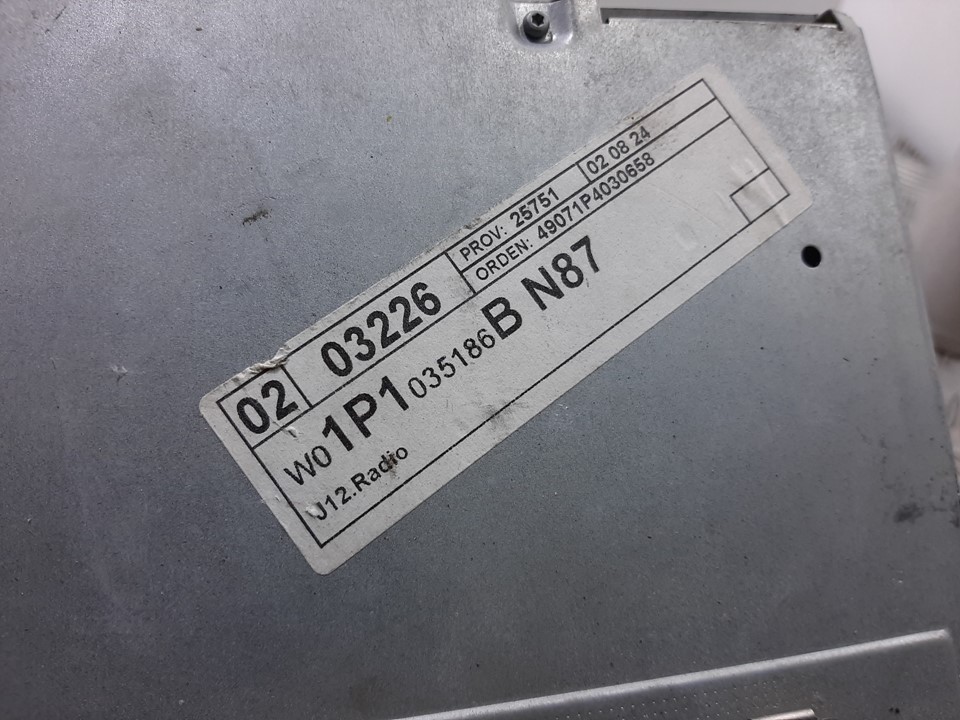 02 03226
PROV: 25751 02 08 24
ORDEN: 49071P4030658
W01P1035186B N87
J12.Radio